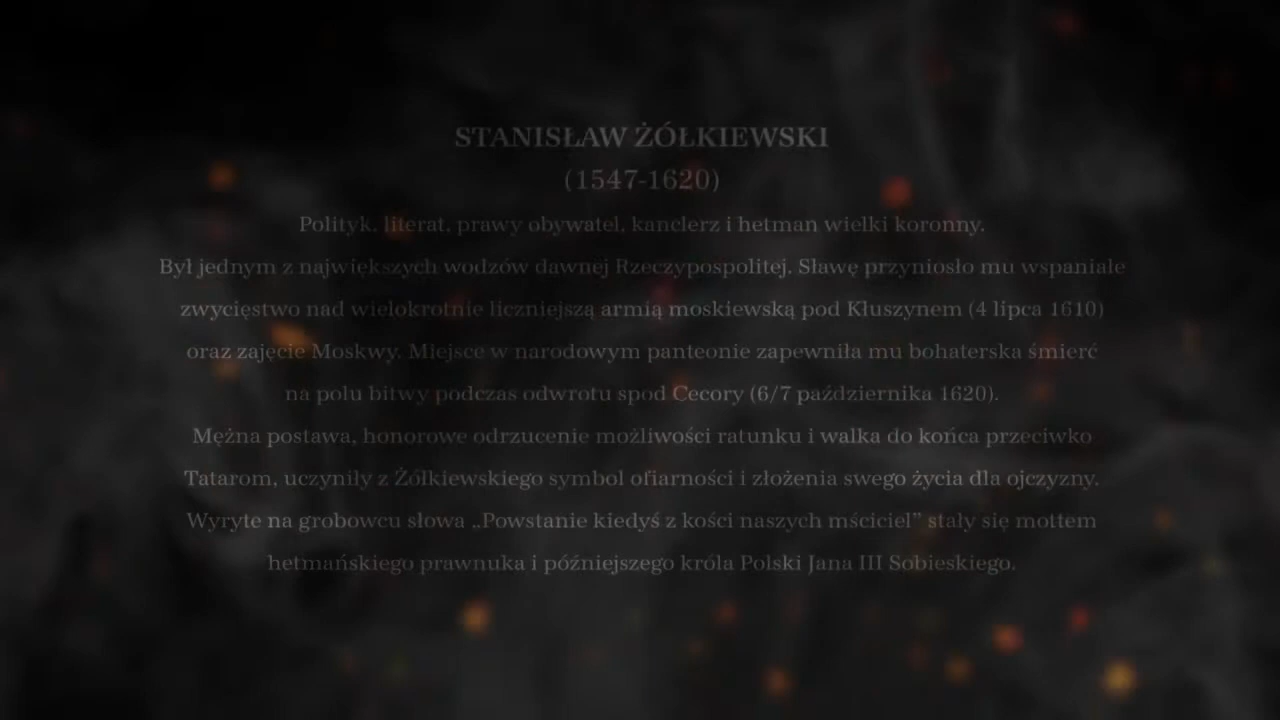 STANISŁAW ŻÓŁKIEWSKI
(1547-1620)
Polityk, literat, prawy obywatel, kanclerz i hetman wielki koronny.
Był jednym z największych wodzów dawnej Rzeczypospolitej. Sławę przyniosło mu wspaniałe
zwycięstwo nad wielokrotnie liczniejszą armią moskiewską pod Kłuszynem (4 lipca 1610)
oraz zajęcie Moskwy. Miejsce w narodowym panteonie zapewniła mu bohaterska śmierć
na polu bitwy podczas odwrotu spod Cecory (6/7 października 1620).
Mężna postawa, honorowe odrzucenie możliwości ratunku i walka do końca przeciwko
Tatarom, uczyniły z Żółkiewskiego symbol ofiarności i złożenia swego życia dla ojczyzny.
Wyryte na grobowcu słowa „Powstanie kiedyś z kości naszych mściciel” stały się mottem
hetmańskiego prawnuka i późniejszego króla Polski Jana III Sobieskiego.